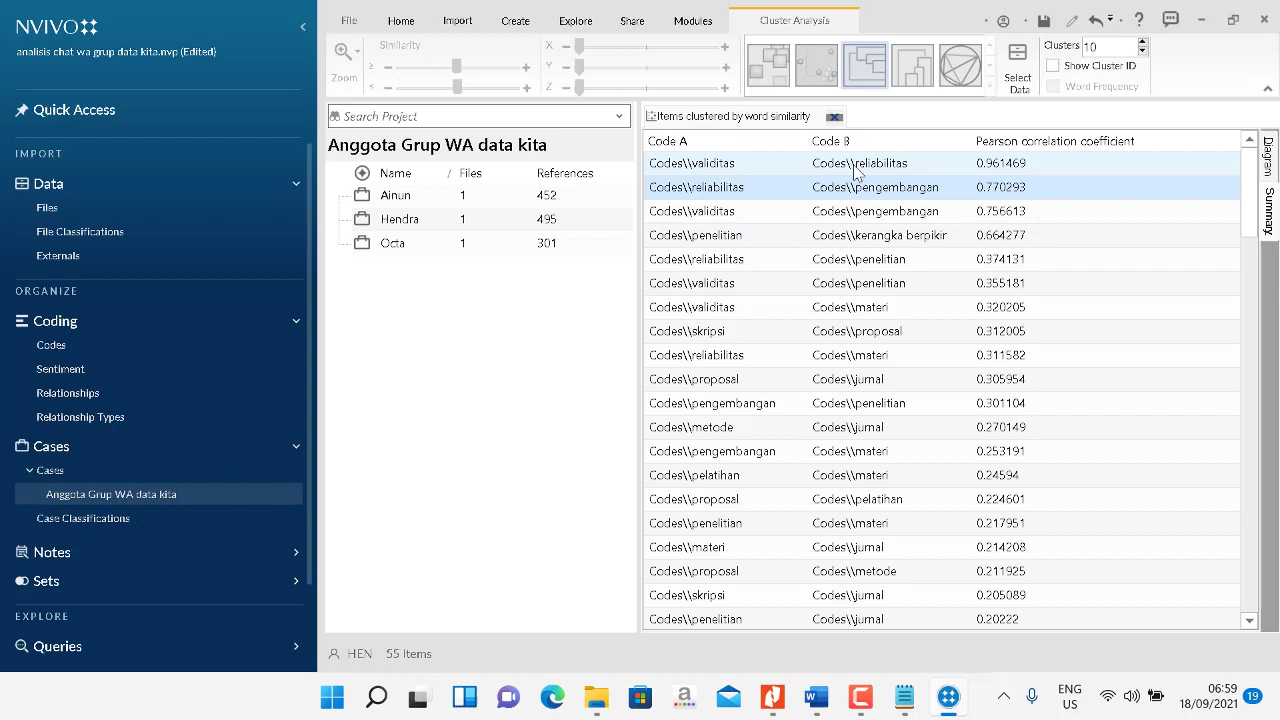 NVIVO
analisis chat wa grup data kita.nvp (Edited)
Quick Access
IMPORT
Data
Files
File Classifications
Externals
ORGANIZE
Coding
Codes
Sentiment
Relationships
Relationship Types
Cases
Cases
Anggota Grup WA data kita
Case Classifications
Notes
Sets
EXPLORE
Queries
File Home Import Create Explore Share Modules Cluster Analysis
Zoom
Similarity
≥
≤
X
Y
Z
Select Data
Clusters 10
Show Cluster ID
Word Frequency
Search Project
Anggota Grup WA data kita
Name / Files References
Ainun 1 452
Hendra 1 495
Octa 1 301
Items clustered by word similarity
Code A Code B Pearson correlation coefficient
Codes\\validitas Codes\\reliabilitas 0.961469
Codes\\reliabilitas Codes\\pengembangan 0.770293
Codes\\validitas Codes\\pengembangan 0.756613
Codes\\penelitian Codes\\kerangka berpikir 0.664277
Codes\\reliabilitas Codes\\penelitian 0.374131
Codes\\validitas Codes\\penelitian 0.355181
Codes\\validitas Codes\\materi 0.320205
Codes\\skripsi Codes\\proposal 0.312005
Codes\\reliabilitas Codes\\materi 0.311582
Codes\\proposal Codes\\jurnal 0.305954
Codes\\pengembangan Codes\\penelitian 0.301104
Codes\\metode Codes\\jurnal 0.270149
Codes\\pengembangan Codes\\materi 0.253191
Codes\\pelatihan Codes\\materi 0.24594
Codes\\proposal Codes\\pelatihan 0.224601
Codes\\penelitian Codes\\materi 0.217951
Codes\\materi Codes\\jurnal 0.214208
Codes\\proposal Codes\\metode 0.211925
Codes\\skripsi Codes\\jurnal 0.205089
Codes\\penelitian Codes\\jurnal 0.20222
Diagram
Summary
HEN 55 Items
ENG
US
06:59
18/09/2021
19